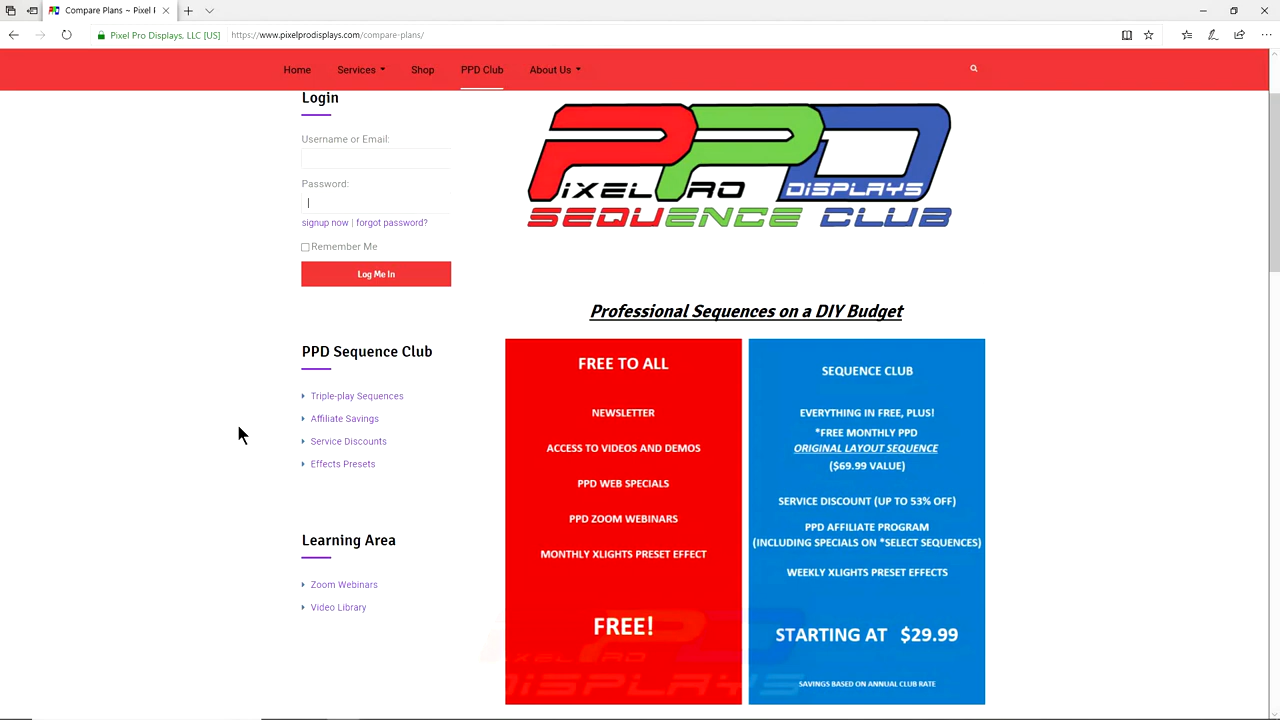 Compare Plans ~ Pixel P
Pixel Pro Displays, LLC [US]
https://www.pixelprodisplays.com/compare-plans/
Home
Services
Shop
PPD Club
About Us
Login
Username or Email:
Password:
signup now | forgot password?
Remember Me
Log Me In
PPD Sequence Club
Triple-play Sequences
Affiliate Savings
Service Discounts
Effects Presets
Learning Area
Zoom Webinars
Video Library
PPD
PIXEL PRO DISPLAYS
SEQUENCE CLUB
Professional Sequences on a DIY Budget
FREE TO ALL
NEWSLETTER
ACCESS TO VIDEOS AND DEMOS
PPD WEB SPECIALS
PPD ZOOM WEBINARS
MONTHLY XLIGHTS PRESET EFFECT
FREE!
SEQUENCE CLUB
EVERYTHING IN FREE, PLUS!
*FREE MONTHLY PPD
ORIGINAL LAYOUT SEQUENCE
($69.99 VALUE)
SERVICE DISCOUNT (UP TO 53% OFF)
PPD AFFILIATE PROGRAM
(INCLUDING SPECIALS ON *SELECT SEQUENCES)
WEEKLY XLIGHTS PRESET EFFECTS
STARTING AT $29.99
SAVINGS BASED ON ANNUAL CLUB RATE
PPD
PIXEL PRO
DISPLAYS